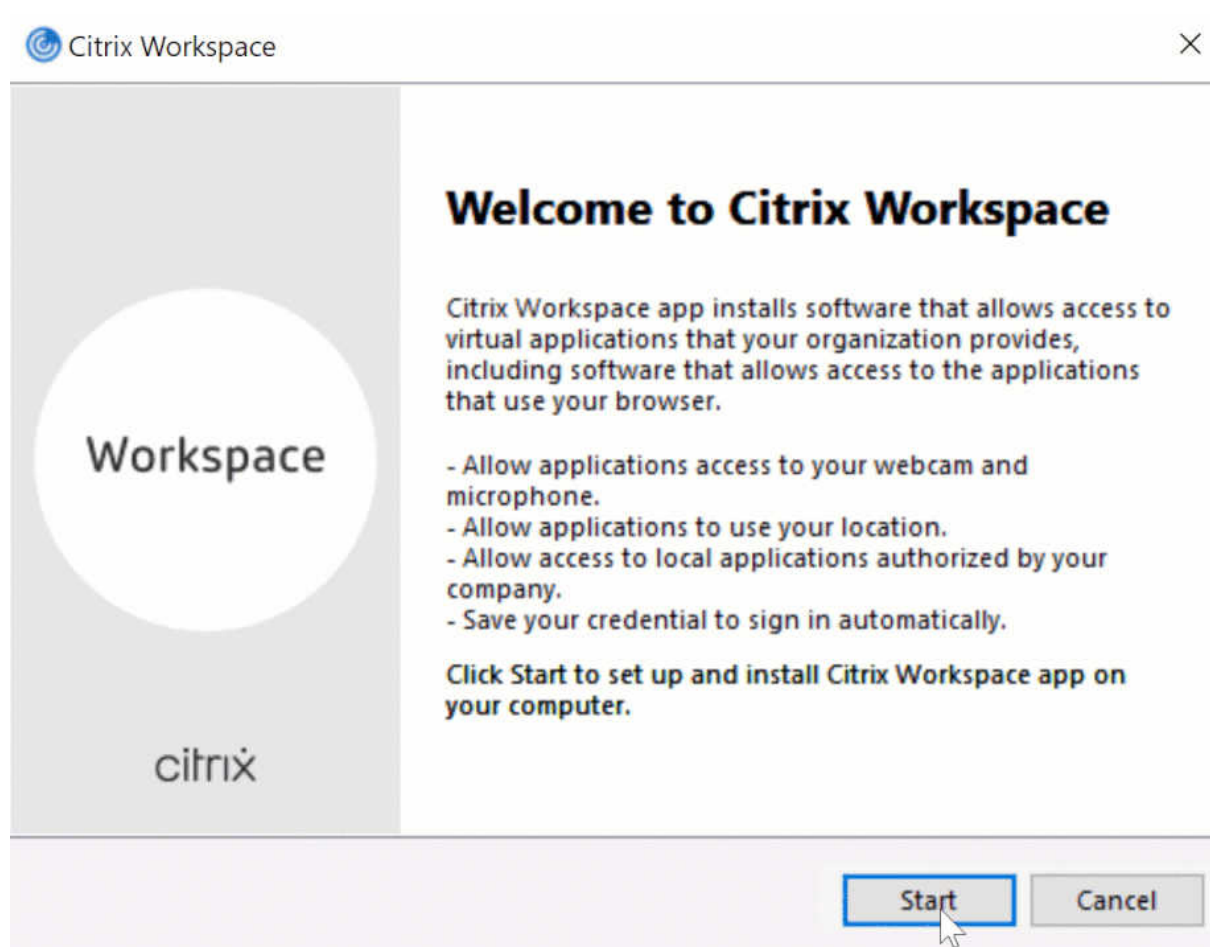 Citrix Workspace
Welcome to Citrix Workspace
Citrix Workspace app installs software that allows access to
virtual applications that your organization provides,
including software that allows access to the applications
that use your browser.
Workspace
- Allow applications access to your webcam and
microphone.
- Allow applications to use your location.
- Allow access to local applications authorized by your
company.
- Save your credential to sign in automatically.
Click Start to set up and install Citrix Workspace app on
your computer.
citrix
Start
Cancel